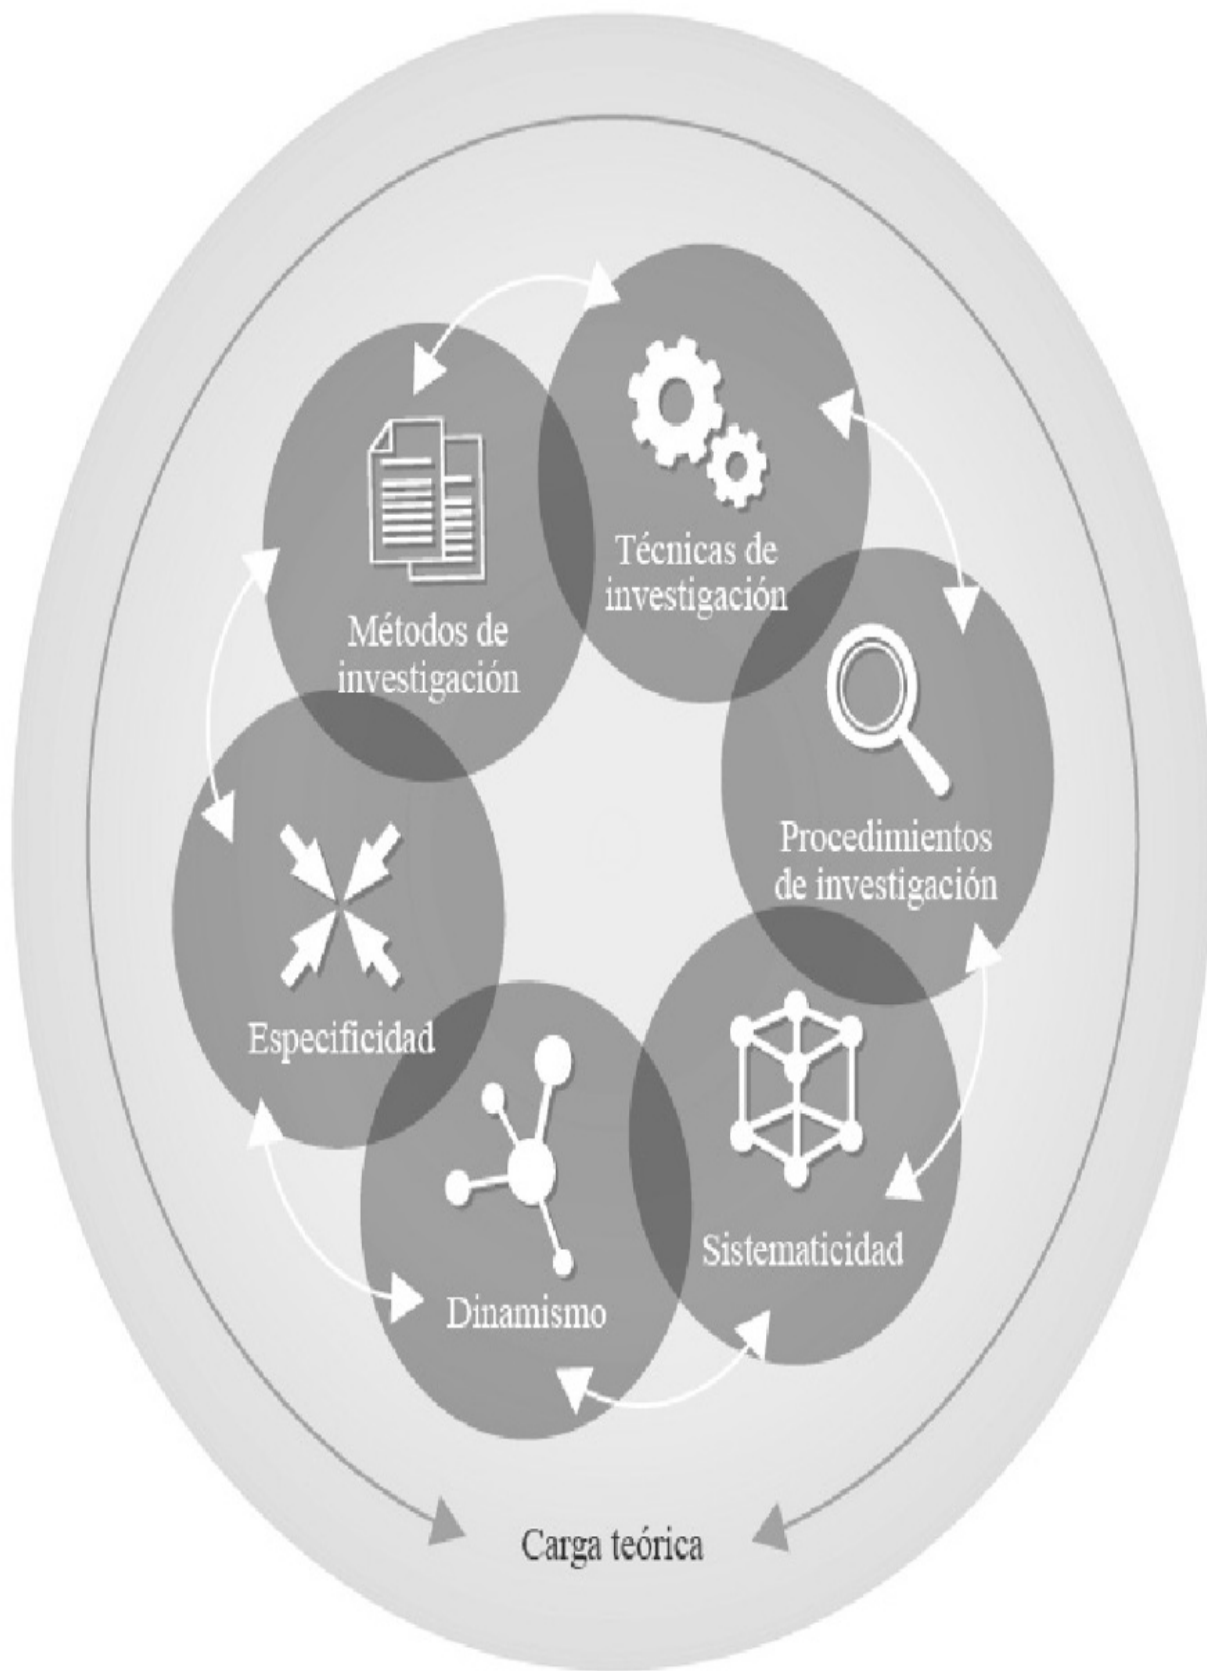 Técnicas de
investigación
Métodos de
investigación
Procedimientos
de investigación
Especificidad
Sistematicidad
Dinamismo
Carga teórica